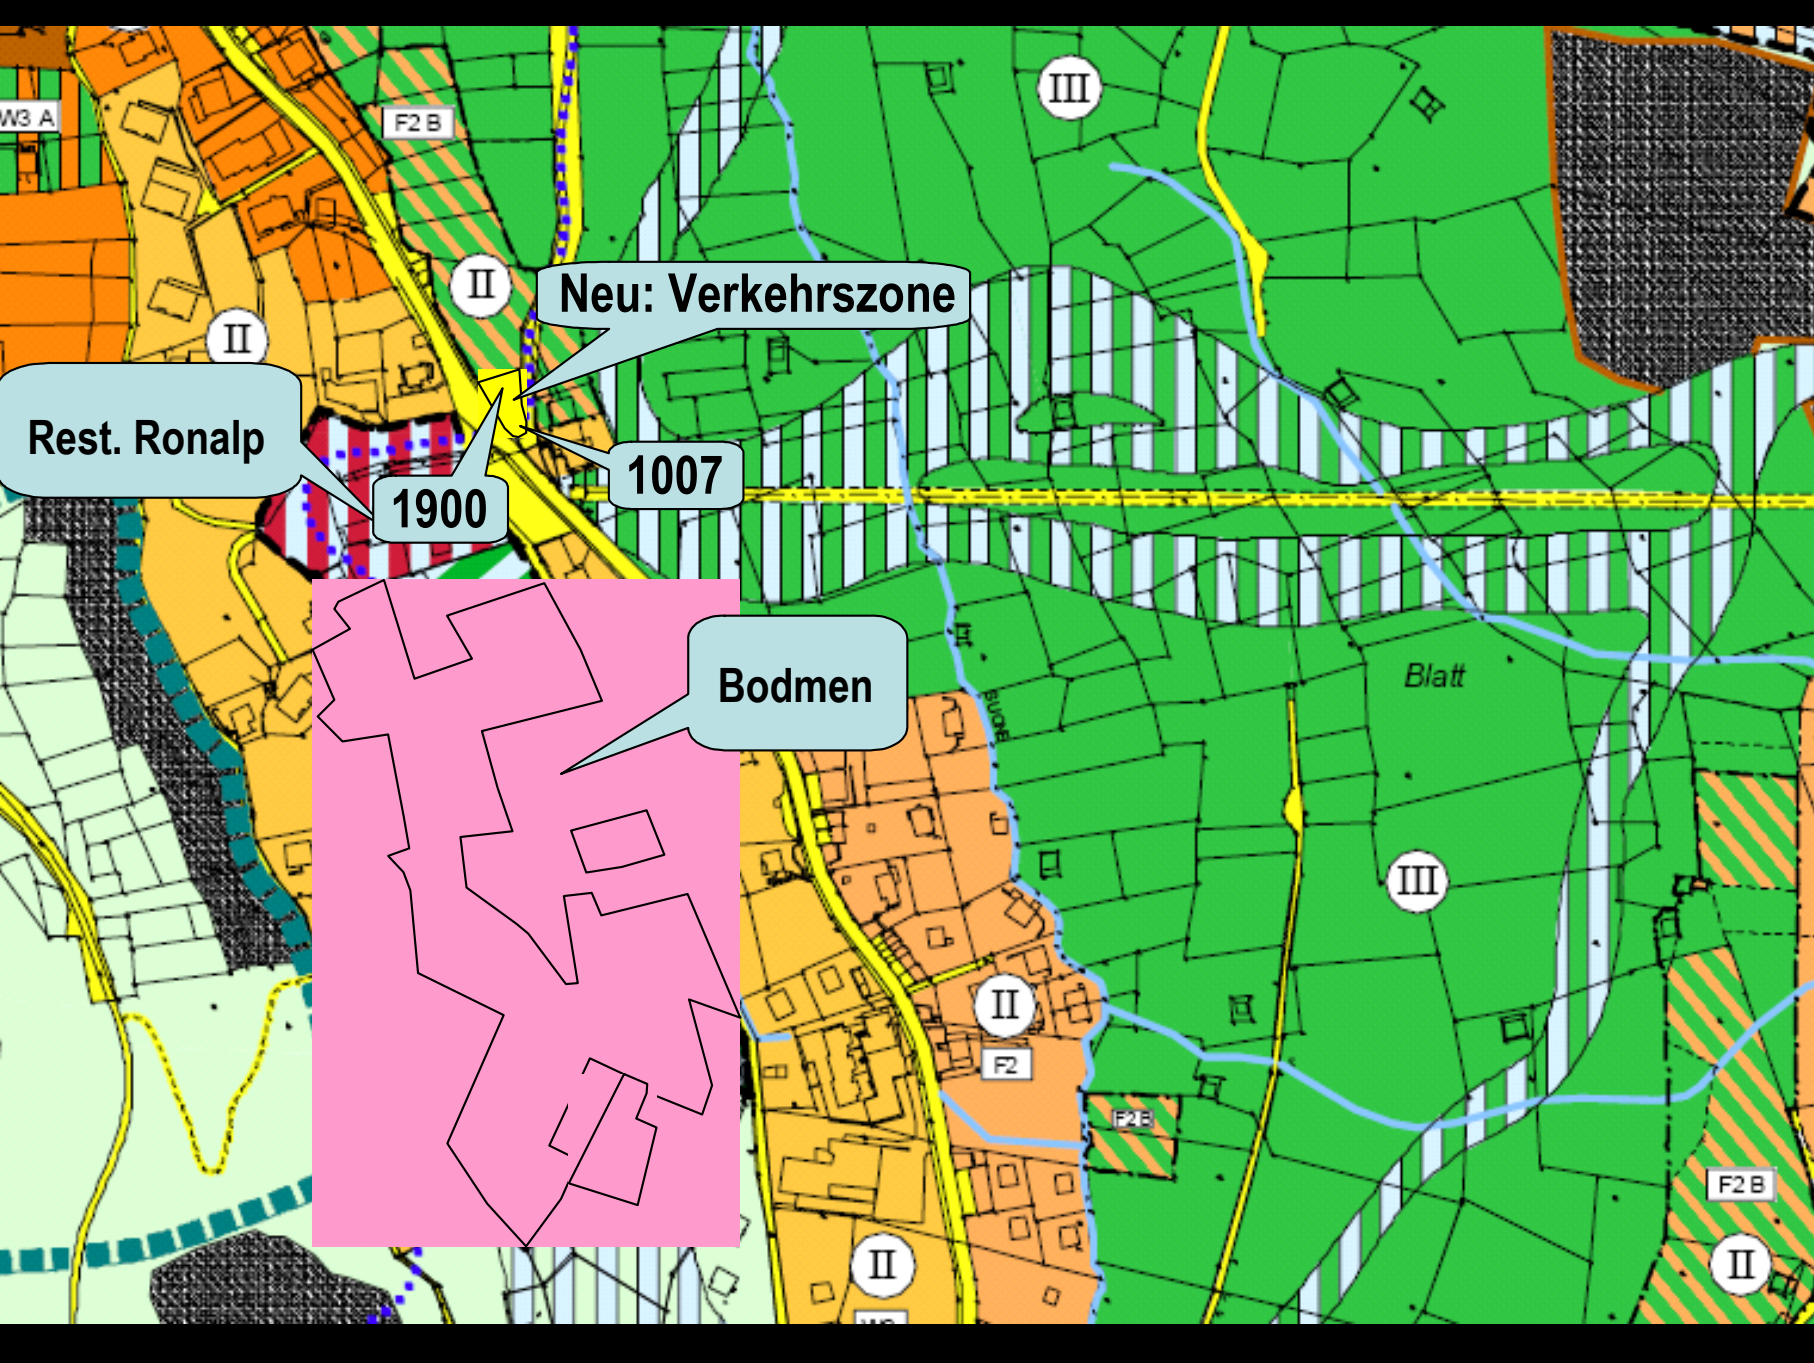 III
W3 A
F2 B
II
Neu: Verkehrszone
II
Rest. Ronalp
1007
1900
Blatt
Bodmen
SUONE
III
II
F2
F2 B
F2 B
II
II